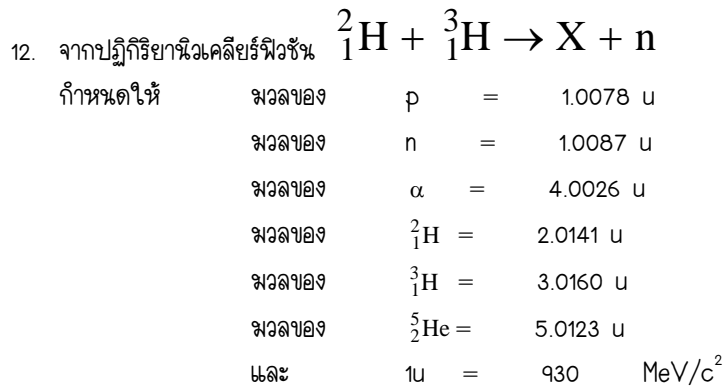 12. จากปฏิกิริยานิวเคลียร์ฟิวชัน ²₁H + ³₁H → X + n
กำหนดให้ มวลของ p = 1.0078 u
มวลของ n = 1.0087 u
มวลของ α = 4.0026 u
มวลของ ²₁H = 2.0141 u
มวลของ ³₁H = 3.0160 u
มวลของ ⁵₂He = 5.0123 u
และ 1u = 930 MeV/c²